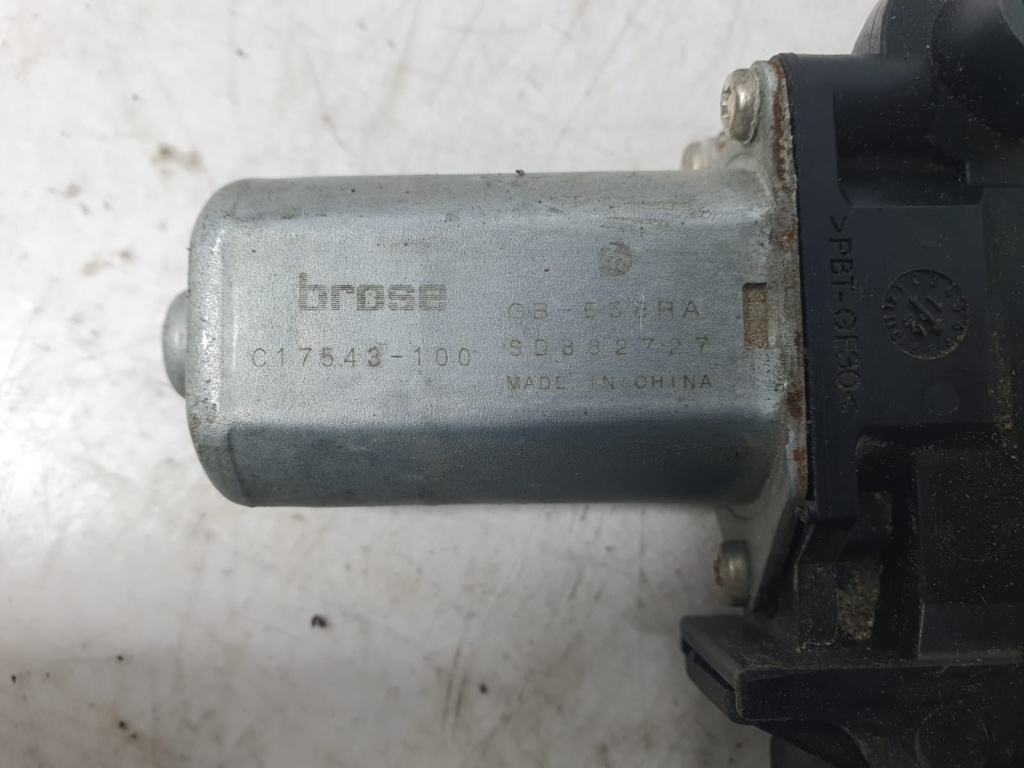 brose
C17543-100
SD882727
MADE IN CHINA
>PBT-GF30<